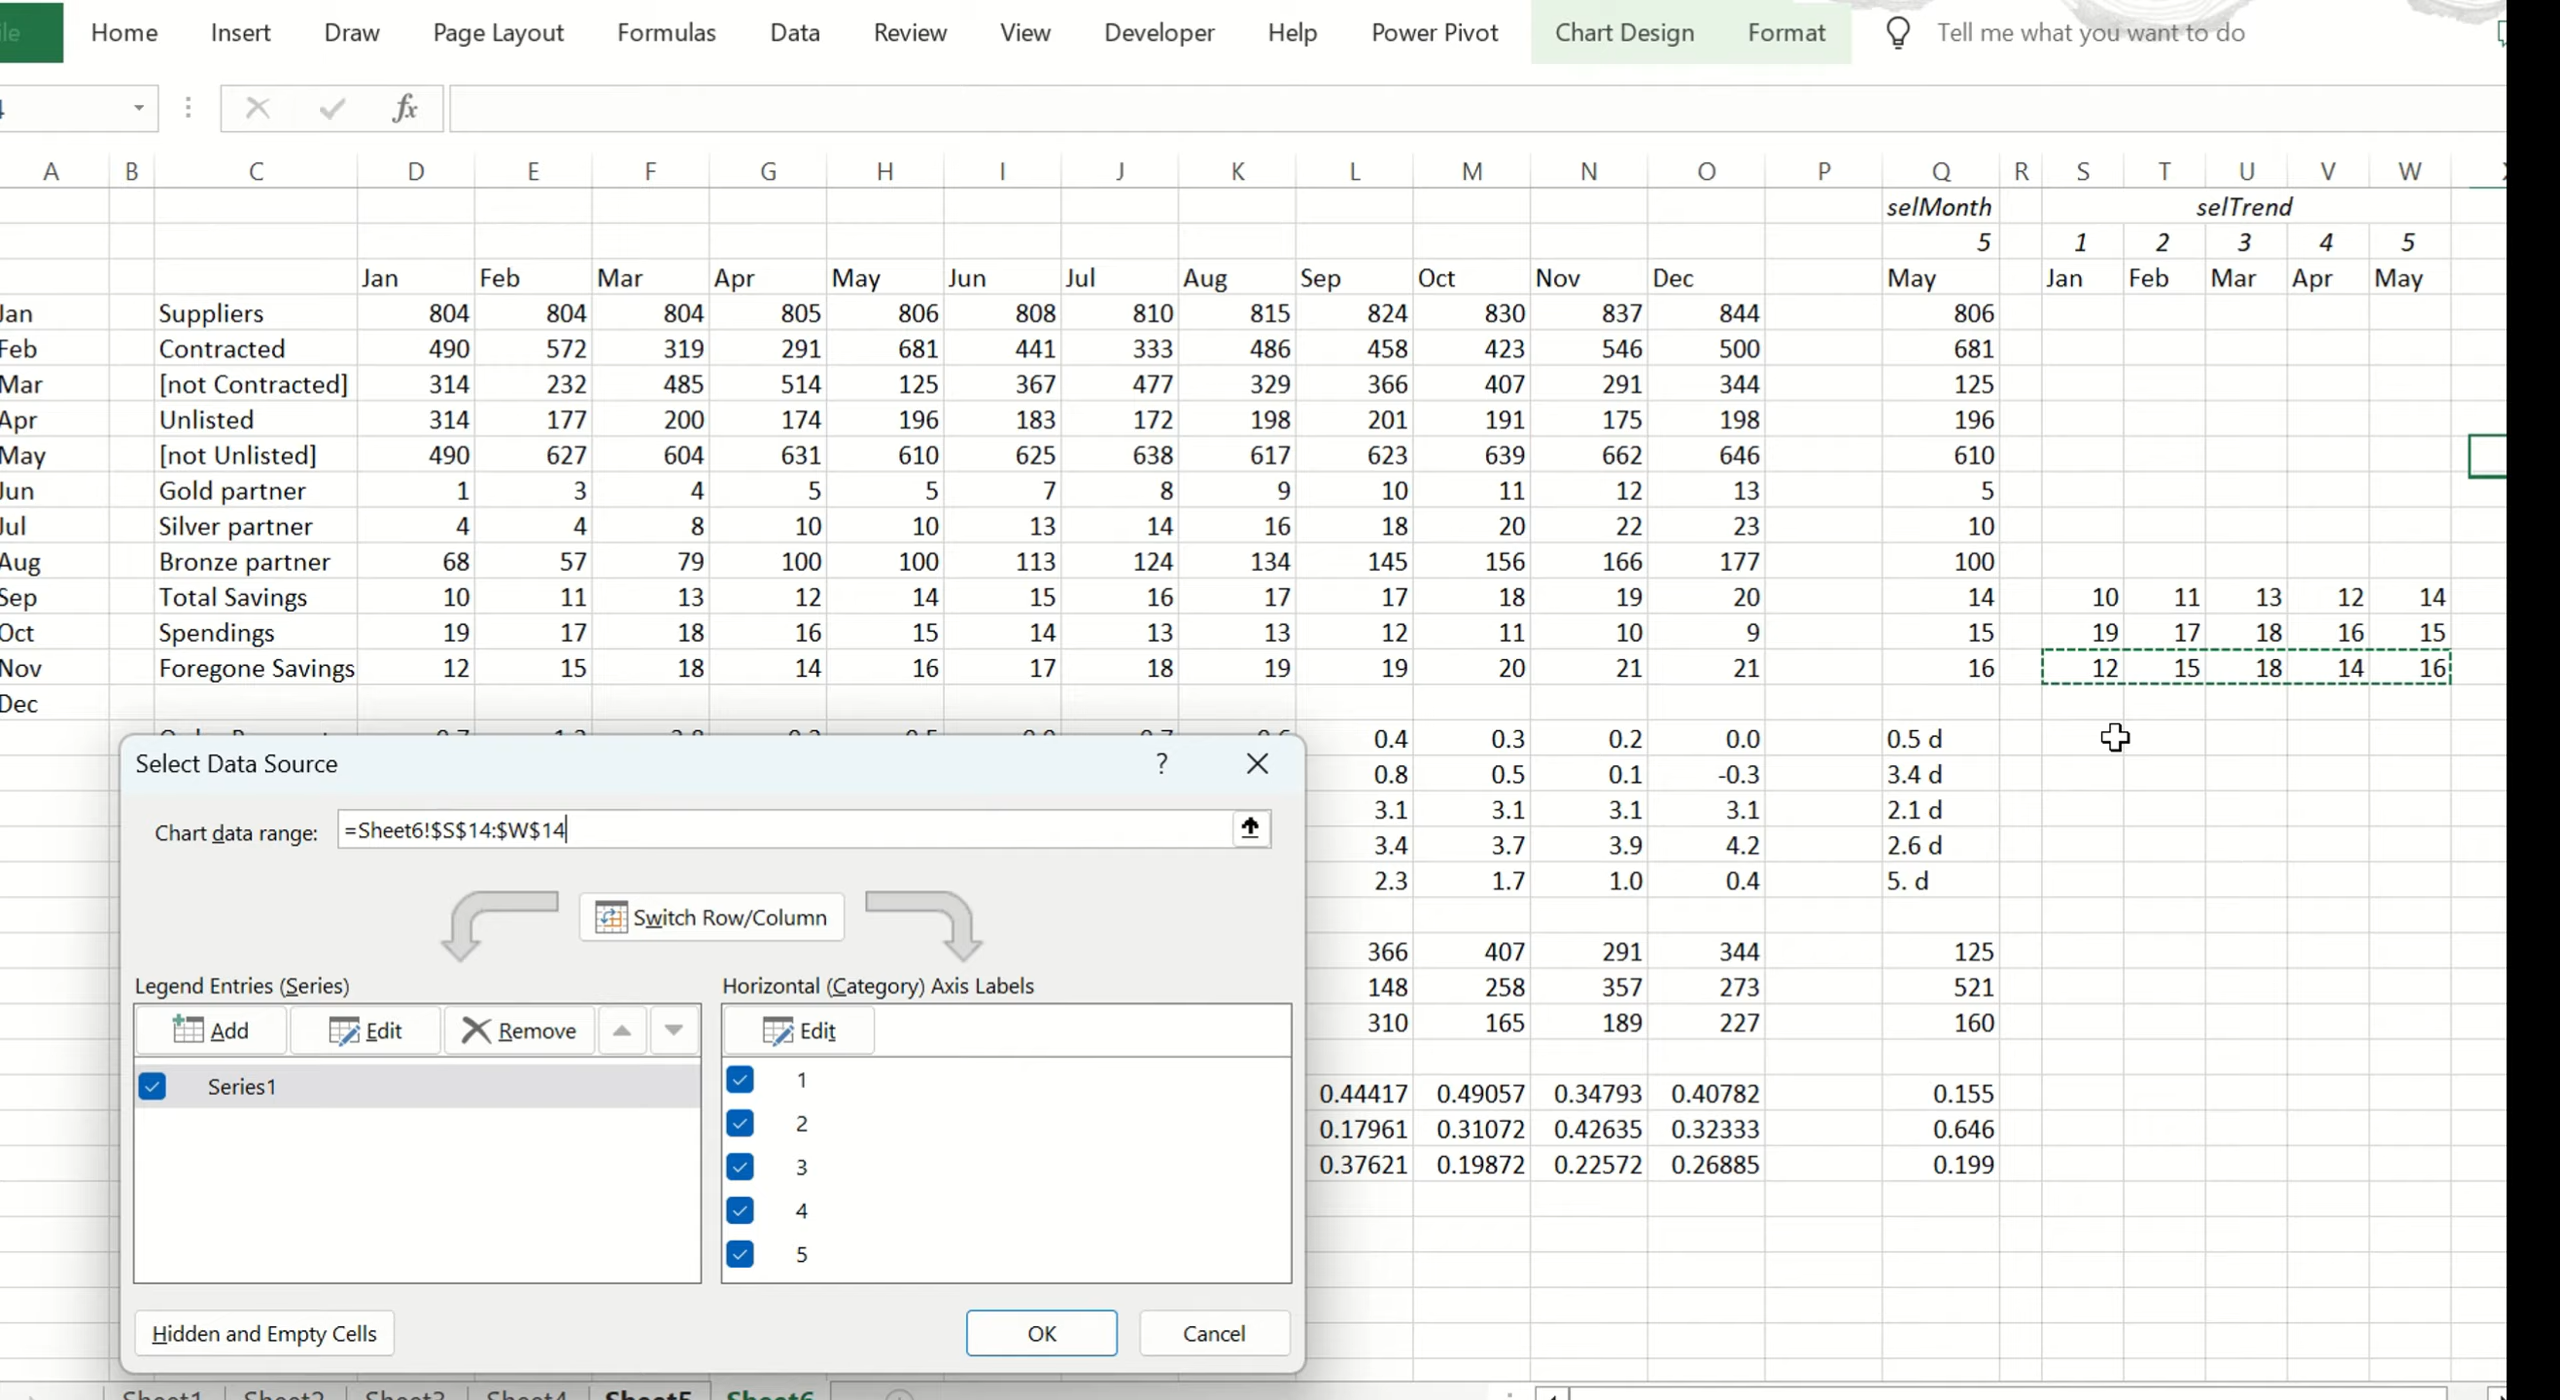 Home Insert Draw Page Layout Formulas Data Review View Developer Help Power Pivot Chart Design Format Tell me what you want to do
fx
A B C D E F G H I J K L M N O P Q R S T U V W
selMonth selTrend
5 1 2 3 4 5
Jan Feb Mar Apr May Jun Jul Aug Sep Oct Nov Dec May Jan Feb Mar Apr May
Jan Suppliers 804 804 804 805 806 808 810 815 824 830 837 844 806
Feb Contracted 490 572 319 291 681 441 333 486 458 423 546 500 681
Mar [not Contracted] 314 232 485 514 125 367 477 329 366 407 291 344 125
Apr Unlisted 314 177 200 174 196 183 172 198 201 191 175 198 196
May [not Unlisted] 490 627 604 631 610 625 638 617 623 639 662 646 610
Jun Gold partner 1 3 4 5 5 7 8 9 10 11 12 13 5
Jul Silver partner 4 4 8 10 10 13 14 16 18 20 22 23 10
Aug Bronze partner 68 57 79 100 100 113 124 134 145 156 166 177 100
Sep Total Savings 10 11 13 12 14 15 16 17 17 18 19 20 14 10 11 13 12 14
Oct Spendings 19 17 18 16 15 14 13 13 12 11 10 9 15 19 17 18 16 15
Nov Foregone Savings 12 15 18 14 16 17 18 19 19 20 21 21 16 12 15 18 14 16
Dec
0.4 0.3 0.2 0.0 0.5 d
0.8 0.5 0.1 -0.3 3.4 d
3.1 3.1 3.1 3.1 2.1 d
3.4 3.7 3.9 4.2 2.6 d
2.3 1.7 1.0 0.4 5. d
366 407 291 344 125
148 258 357 273 521
310 165 189 227 160
0.44417 0.49057 0.34793 0.40782 0.155
0.17961 0.31072 0.42635 0.32333 0.646
0.37621 0.19872 0.22572 0.26885 0.199
Select Data Source ?
Chart data range: =Sheet6!$S$14:$W$14
Switch Row/Column
Legend Entries (Series) Horizontal (Category) Axis Labels
Add Edit Remove Edit
Series1
1
2
3
4
5
Hidden and Empty Cells OK Cancel
Sheet1 Sheet2 Sheet3 Sheet4 Sheet5 Sheet6